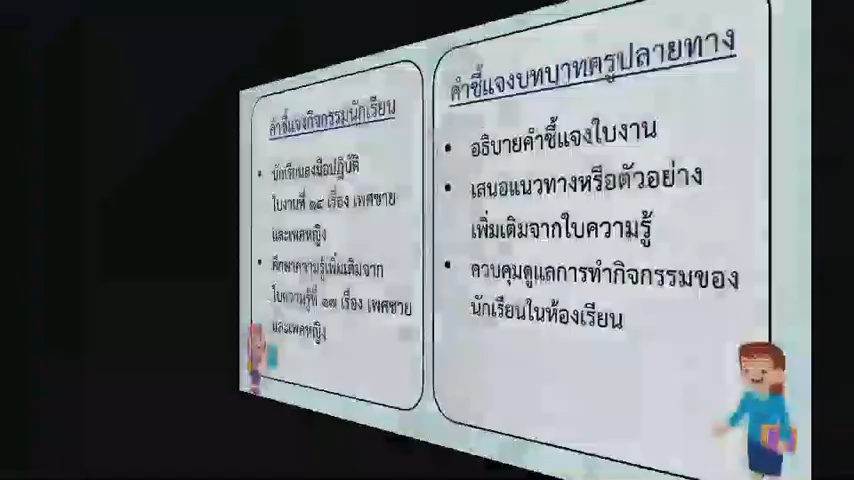 คำชี้แจงกิจกรรมนักเรียน
นักเรียนลงมือปฏิบัติ
ใบงานที่ ๑๕ เรื่อง เพศชาย
และเพศหญิง
ศึกษาความรู้เพิ่มเติมจาก
ใบความรู้ที่ ๑๗ เรื่อง เพศชาย
และเพศหญิง
คำชี้แจงบทบาทครูปลายทาง
อธิบายคำชี้แจงใบงาน
เสนอแนวทางหรือตัวอย่าง
เพิ่มเติมจากใบความรู้
ควบคุมดูแลการทำกิจกรรมของ
นักเรียนในห้องเรียน